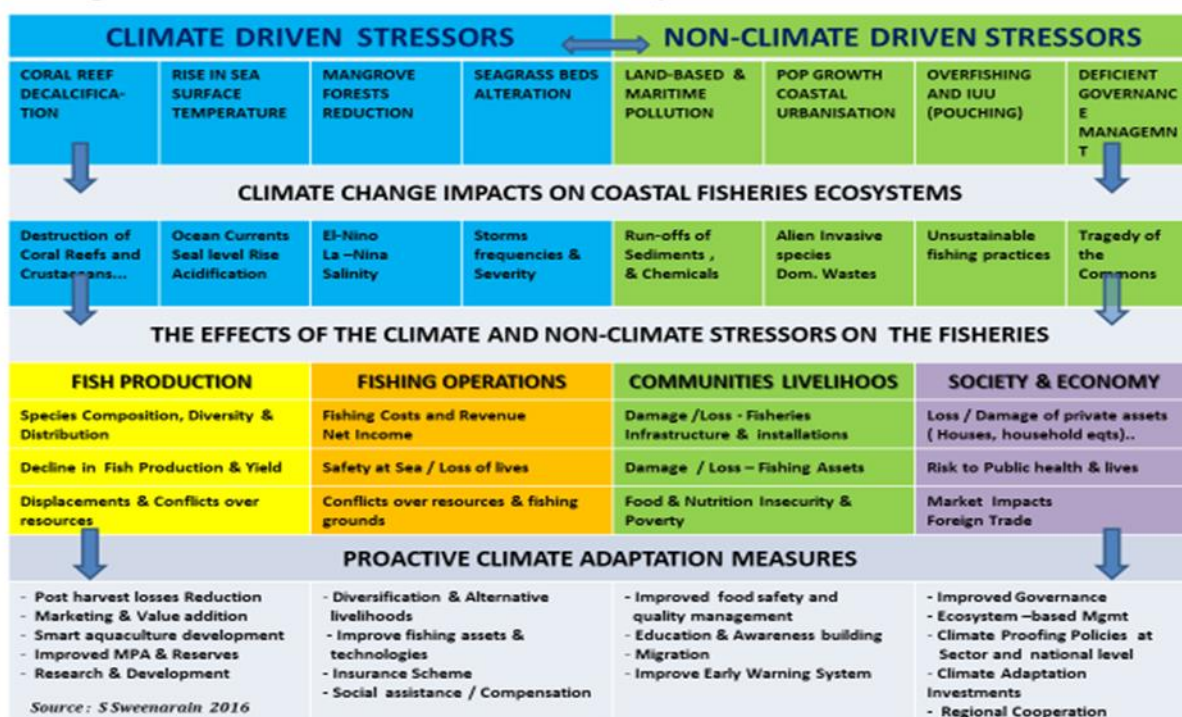 CLIMATE DRIVEN STRESSORS
NON-CLIMATE DRIVEN STRESSORS
CORAL REEF
DECALCIFICA-
TION
RISE IN SEA
SURFACE
TEMPERATURE
MANGROVE
FORESTS
REDUCTION
SEAGRASS BEDS
ALTERATION
LAND-BASED &
MARITIME
POLLUTION
POP GROWTH
COASTAL
URBANISATION
OVERFISHING
AND IUU
(POUCHING)
DEFICIENT
GOVERNANC
E
MANAGEMN
T
CLIMATE CHANGE IMPACTS ON COASTAL FISHERIES ECOSYSTEMS
Destruction of
Coral Reefs and
Crustaceans...
Ocean Currents
Seal level Rise
Acidification
El-Nino
La –Nina
Salinity
Storms
frequencies &
Severity
Run-offs of
Sediments ,
& Chemicals
Alien Invasive
species
Dom. Wastes
Unsustainable
fishing practices
Tragedy of
the
Commons
THE EFFECTS OF THE CLIMATE AND NON-CLIMATE STRESSORS ON THE FISHERIES
FISH PRODUCTION
FISHING OPERATIONS
COMMUNITIES LIVELIHOOS
SOCIETY & ECONOMY
Species Composition, Diversity &
Distribution
Fishing Costs and Revenue
Net Income
Damage /Loss - Fisheries
Infrastructure & installations
Loss / Damage of private assets
( Houses, household eqts)..
Decline in Fish Production & Yield
Safety at Sea / Loss of lives
Damage / Loss – Fishing Assets
Risk to Public health & lives
Displacements & Conflicts over
resources
Conflicts over resources & fishing
grounds
Food & Nutrition Insecurity &
Poverty
Market Impacts
Foreign Trade
PROACTIVE CLIMATE ADAPTATION MEASURES
- Post harvest losses Reduction
- Marketing & Value addition
- Smart aquaculture development
- Improved MPA & Reserves
- Research & Development
Source : S Sweenarain 2016
- Diversification & Alternative
livelihoods
- Improve fishing assets &
technologies
- Insurance Scheme
- Social assistance / Compensation
- Improved food safety and
quality management
- Education & Awareness building
- Migration
- Improve Early Warning System
- Improved Governance
- Ecosystem –based Mgmt
- Climate Proofing Policies at
Sector and national level
- Climate Adaptation
Investments
- Regional Cooperation